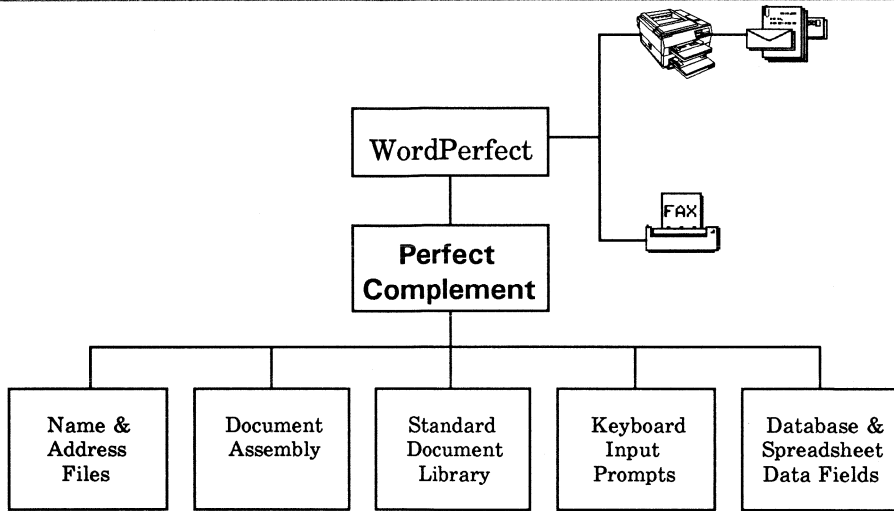 WordPerfect
FAX
Perfect
Complement
Name &
Address
Files
Document
Assembly
Standard
Document
Library
Keyboard
Input
Prompts
Database &
Spreadsheet
Data Fields